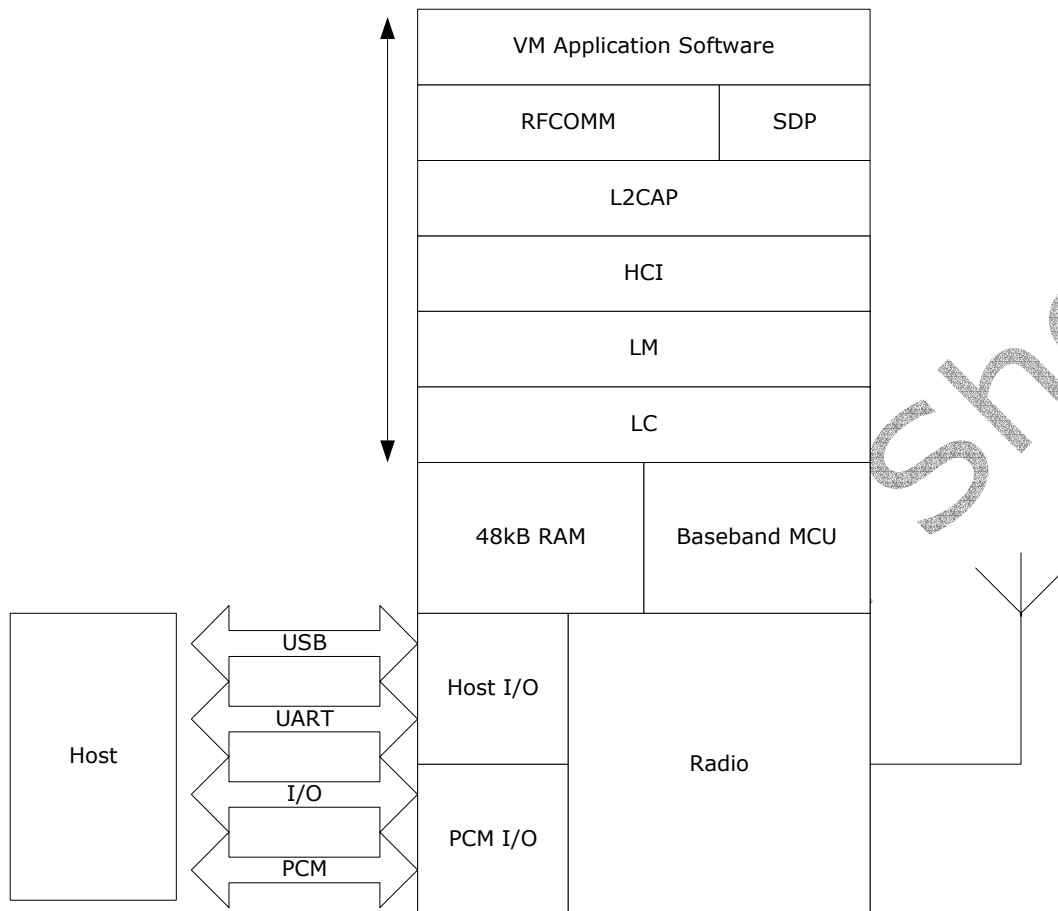 VM Application Software
RFCOMM
SDP
L2CAP
HCI
LM
LC
48kB RAM
Baseband MCU
USB
Host I/O
UART
Host
Radio
I/O
PCM I/O
PCM